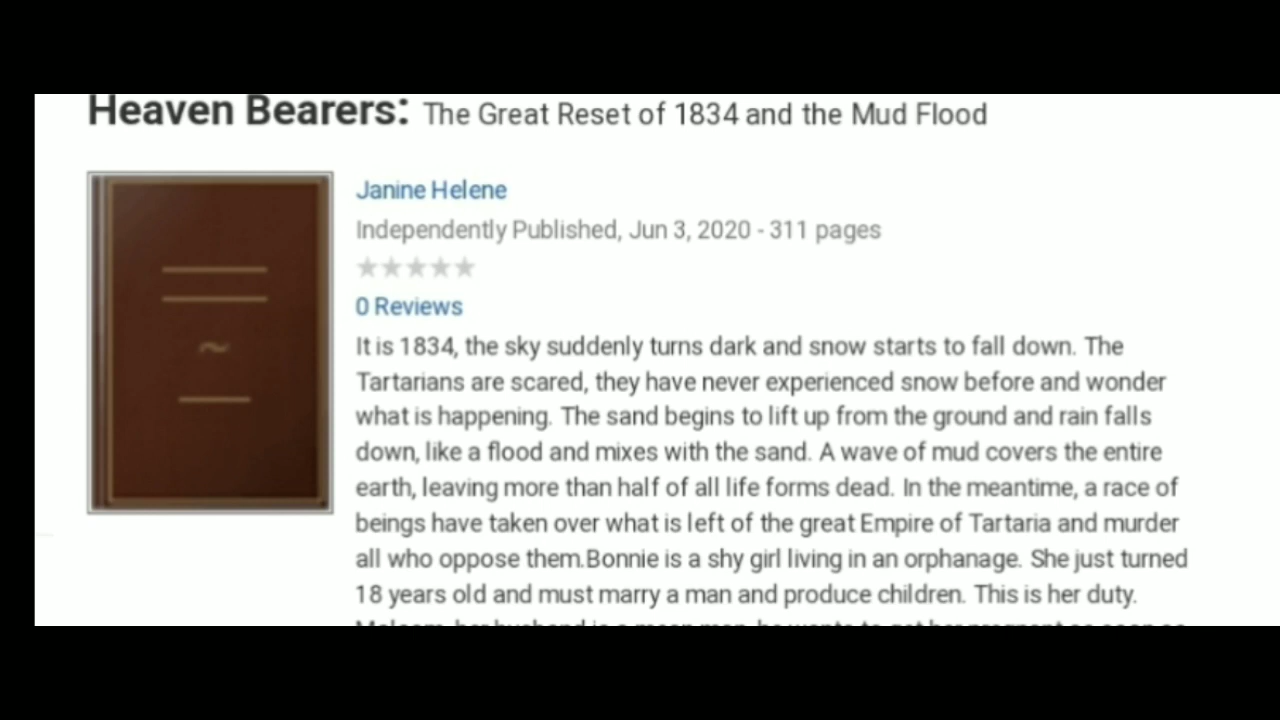 Heaven Bearers: The Great Reset of 1834 and the Mud Flood
Janine Helene
Independently Published, Jun 3, 2020 - 311 pages
0 Reviews
It is 1834, the sky suddenly turns dark and snow starts to fall down. The
Tartarians are scared, they have never experienced snow before and wonder
what is happening. The sand begins to lift up from the ground and rain falls
down, like a flood and mixes with the sand. A wave of mud covers the entire
earth, leaving more than half of all life forms dead. In the meantime, a race of
beings have taken over what is left of the great Empire of Tartaria and murder
all who oppose them.Bonnie is a shy girl living in an orphanage. She just turned
18 years old and must marry a man and produce children. This is her duty.